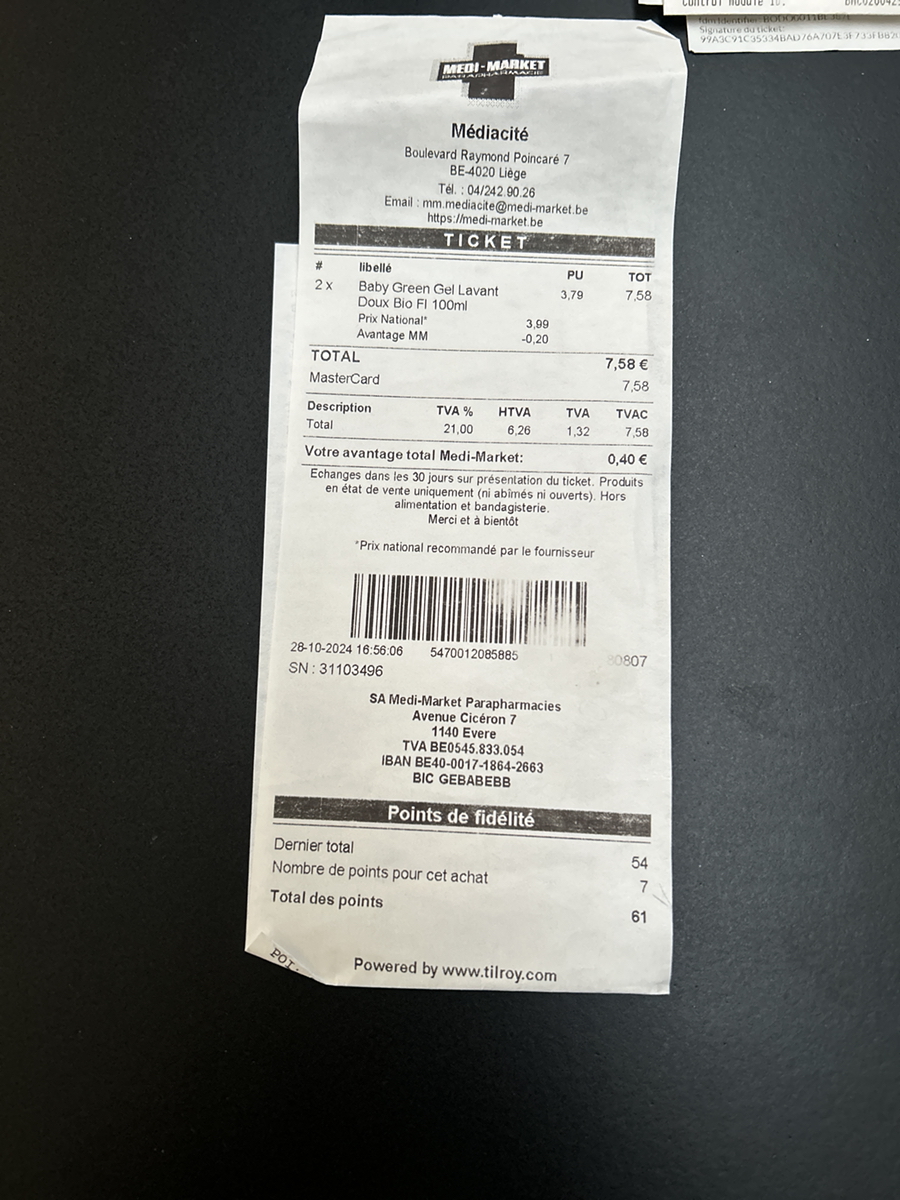 Control Module ID:
Signature du ticket:
MEDI-MARKET
PARAPHARMACIE
Médiacité
Boulevard Raymond Poincaré 7
BE-4020 Liège
Tél. : 04/242.90.26
Email : mm.mediacite@medi-market.be
https://medi-market.be
TICKET
# libellé PU TOT
2 x Baby Green Gel Lavant 3,79 7,58
Doux Bio Fl 100ml
Prix National* 3,99
Avantage MM -0,20
TOTAL 7,58 €
MasterCard 7,58
Description TVA % HTVA TVA TVAC
Total 21,00 6,26 1,32 7,58
Votre avantage total Medi-Market: 0,40 €
Echanges dans les 30 jours sur présentation du ticket. Produits
en état de vente uniquement (ni abîmés ni ouverts). Hors
alimentation et bandagisterie.
Merci et à bientôt
*Prix national recommandé par le fournisseur
28-10-2024 16:56:06 5470012085885 80807
SN : 31103496
SA Medi-Market Parapharmacies
Avenue Cicéron 7
1140 Evere
TVA BE0545.833.054
IBAN BE40-0017-1864-2663
BIC GEBABEBB
Points de fidélité
Dernier total 54
Nombre de points pour cet achat 7
Total des points 61
Powered by www.tilroy.com